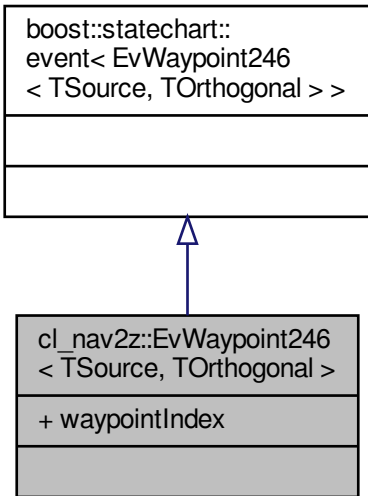 boost::statechart::
event< EvWaypoint246
< TSource, TOrthogonal > >
cl_nav2z::EvWaypoint246
< TSource, TOrthogonal >
+ waypointIndex